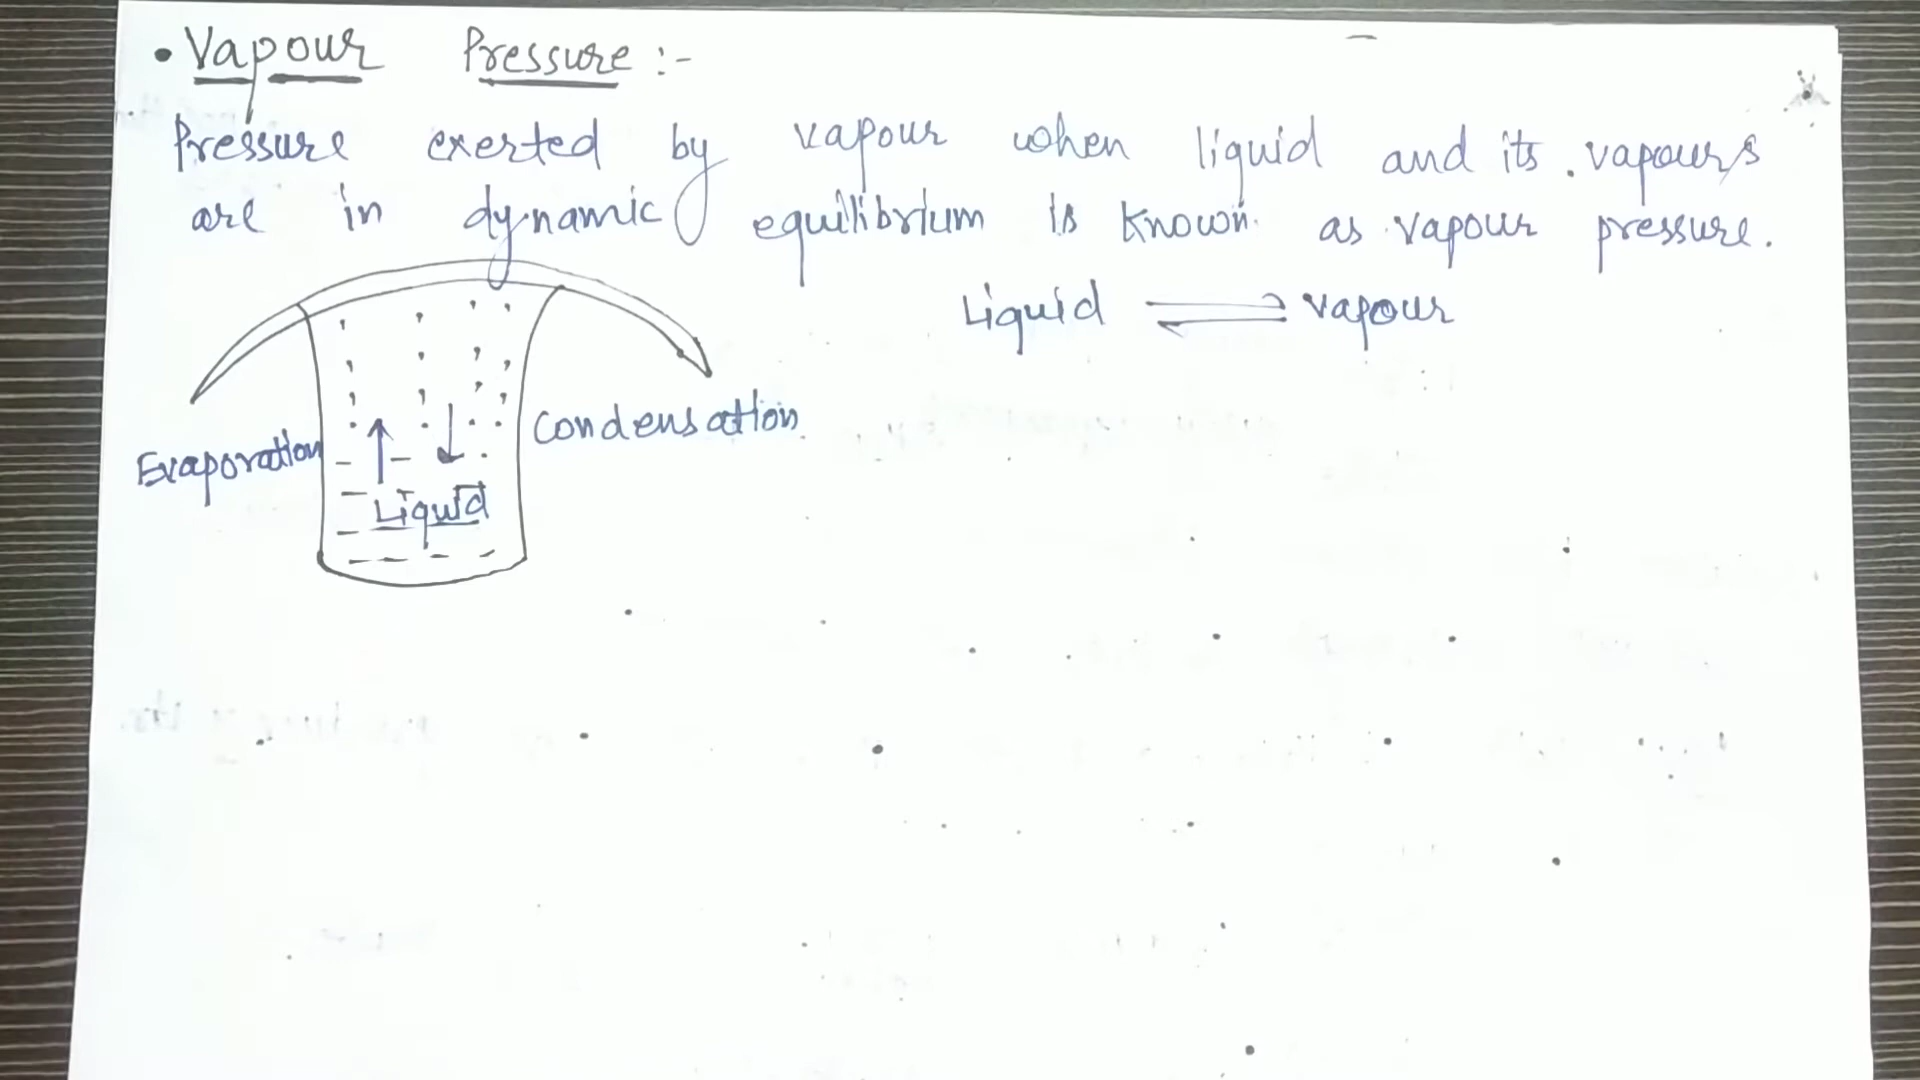 • Vapour Pressure :-
Pressure exerted by vapour when liquid and its vapours
are in dynamic equilibrium is known as vapour pressure.
Liquid ⇌ vapour
Evaporation
Condensation
Liquid